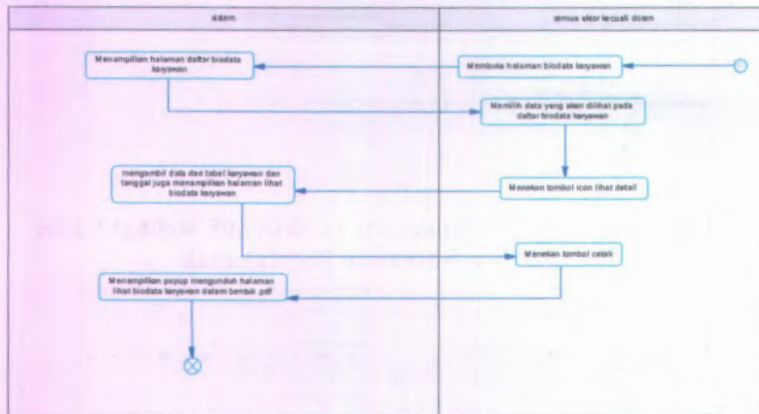 sistem
semua aktor kecuali dosen
Menampilkan halaman daftar biodata
karyawan
Membuka halaman biodata karyawan
Memilih data yang akan dilihat pada
daftar biodata karyawan
mengambil data dae tabel karyawan dan
tanggal juga menampilkan halaman lihat
biodata karyawan
Menekan tombol icon lihat detail
Menekan tombol cetak
Menampilkan popup mengunduh halaman
lihat biodata karyawan dalam bentuk .pdf